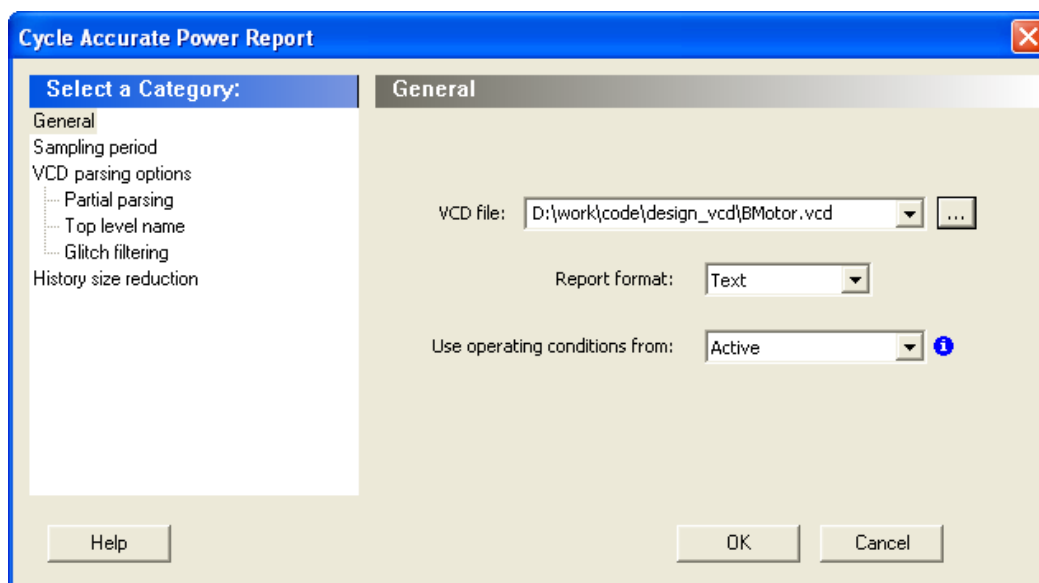 Cycle Accurate Power Report
Select a Category:
General
Sampling period
VCD parsing options
Partial parsing
Top level name
Glitch filtering
History size reduction
General
VCD file: D:\work\code\design_vcd\BMotor.vcd ...
Report format: Text
Use operating conditions from: Active
Help
OK
Cancel